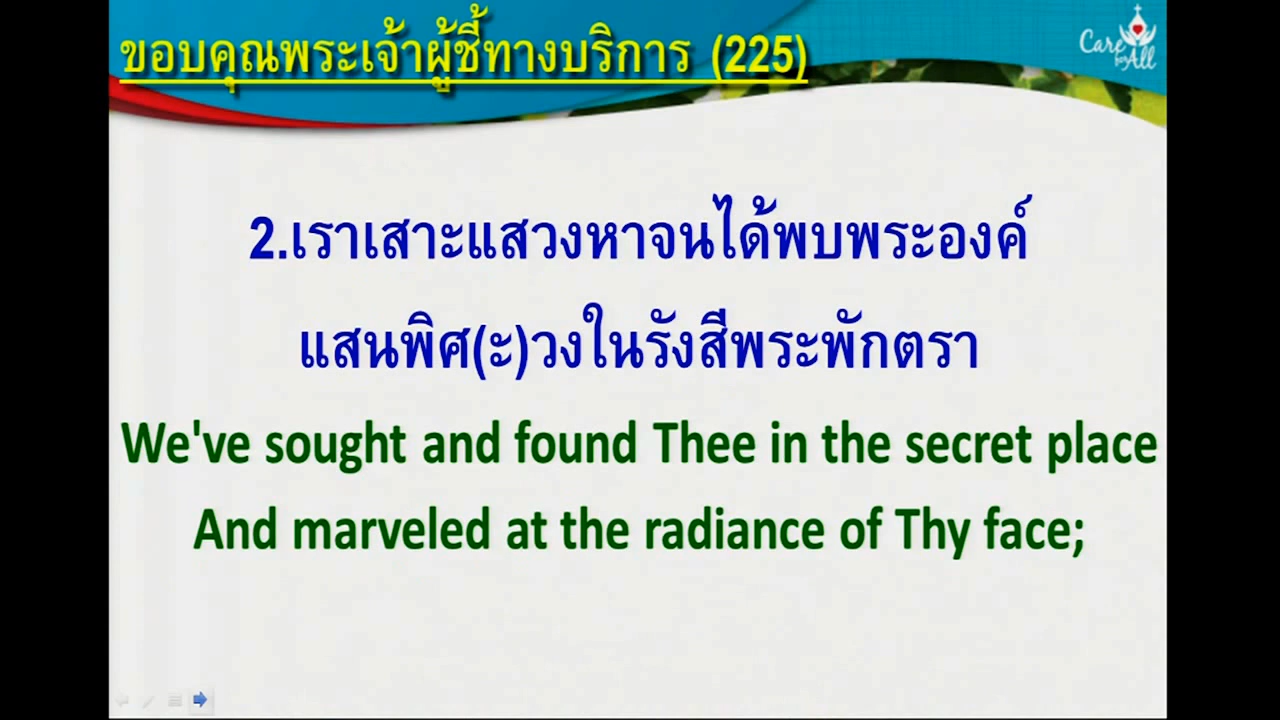 ขอบคุณพระเจ้าผู้ชี้ทางบริการ (225)
Care
for All
2.เราเสาะแสวงหาจนได้พบพระองค์
แสนพิศ(ะ)วงในรังสีพระพักตรา
We've sought and found Thee in the secret place
And marveled at the radiance of Thy face;